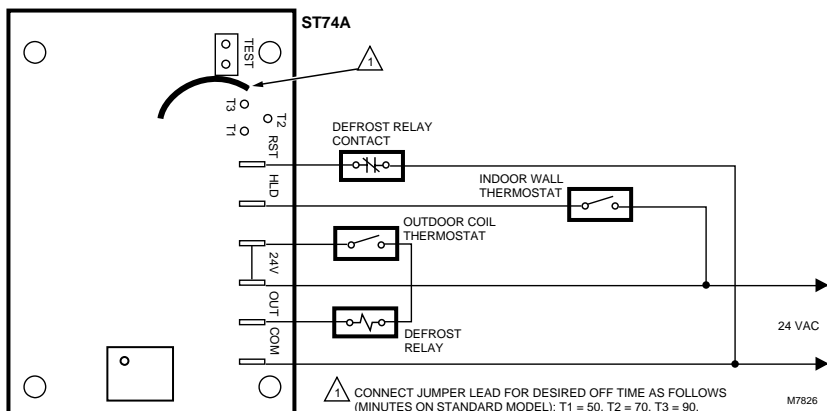 ST74A
TEST
1
T3
T2
T1
RST
DEFROST RELAY
CONTACT
HLD
INDOOR WALL
THERMOSTAT
OUTDOOR COIL
THERMOSTAT
24V
OUT
24 VAC
DEFROST
RELAY
COM
1 CONNECT JUMPER LEAD FOR DESIRED OFF TIME AS FOLLOWS
(MINUTES ON STANDARD MODEL): T1 = 50, T2 = 70, T3 = 90.
M7826